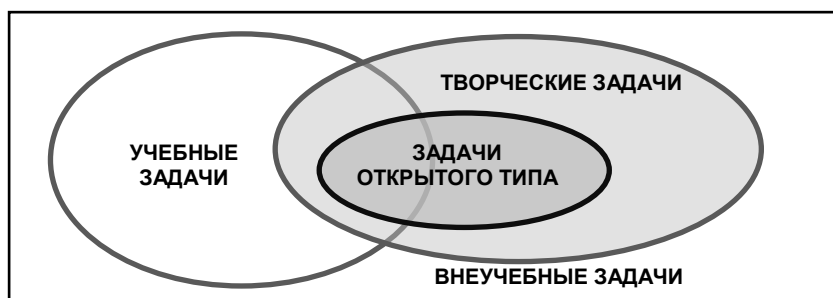 ТВОРЧЕСКИЕ ЗАДАЧИ
УЧЕБНЫЕ
ЗАДАЧИ
ЗАДАЧИ
ОТКРЫТОГО ТИПА
ВНЕУЧЕБНЫЕ ЗАДАЧИ